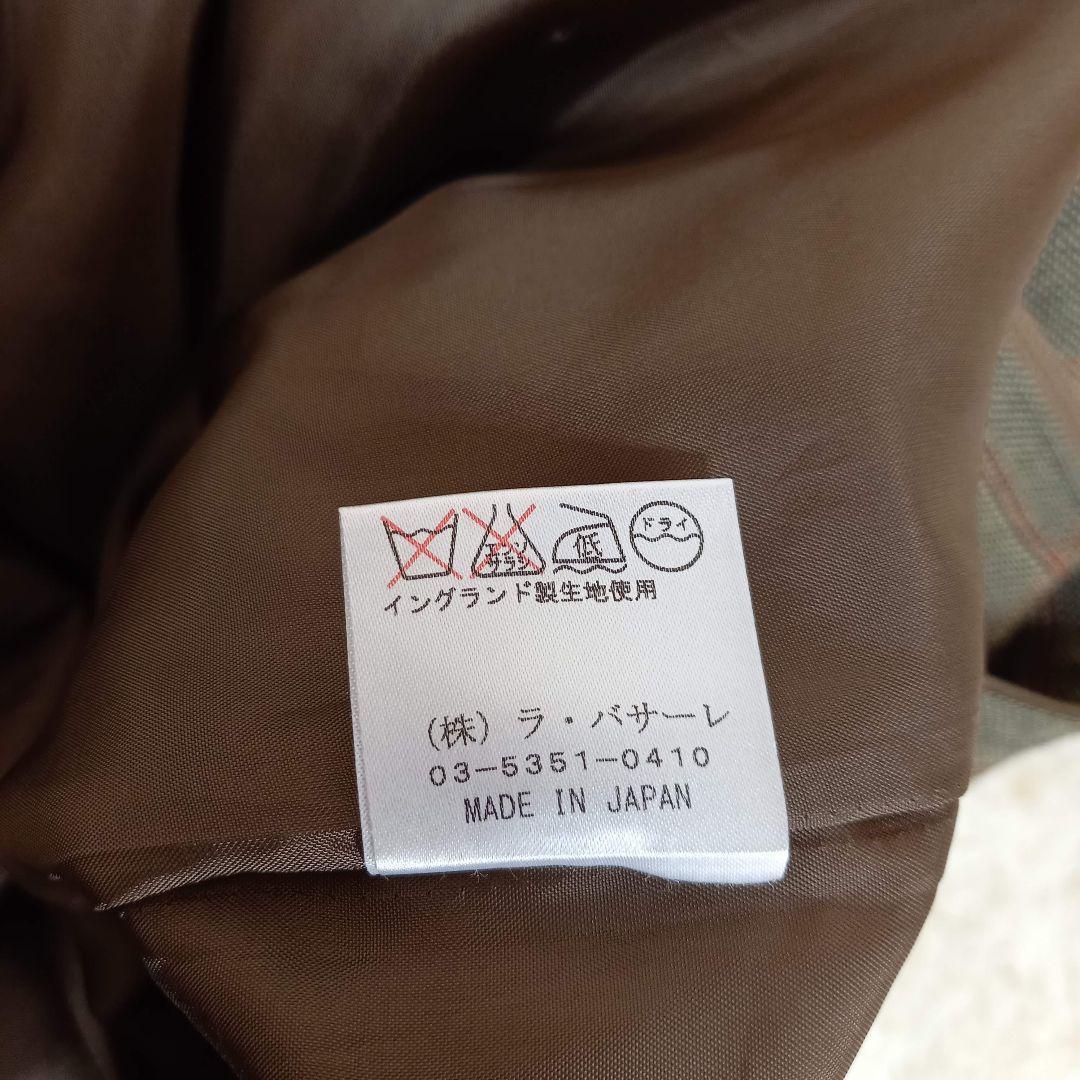 エンソ
サラシ
低
ドライ
イングランド製生地使用
(株) ラ・バサーレ
03-5351-0410
MADE IN JAPAN